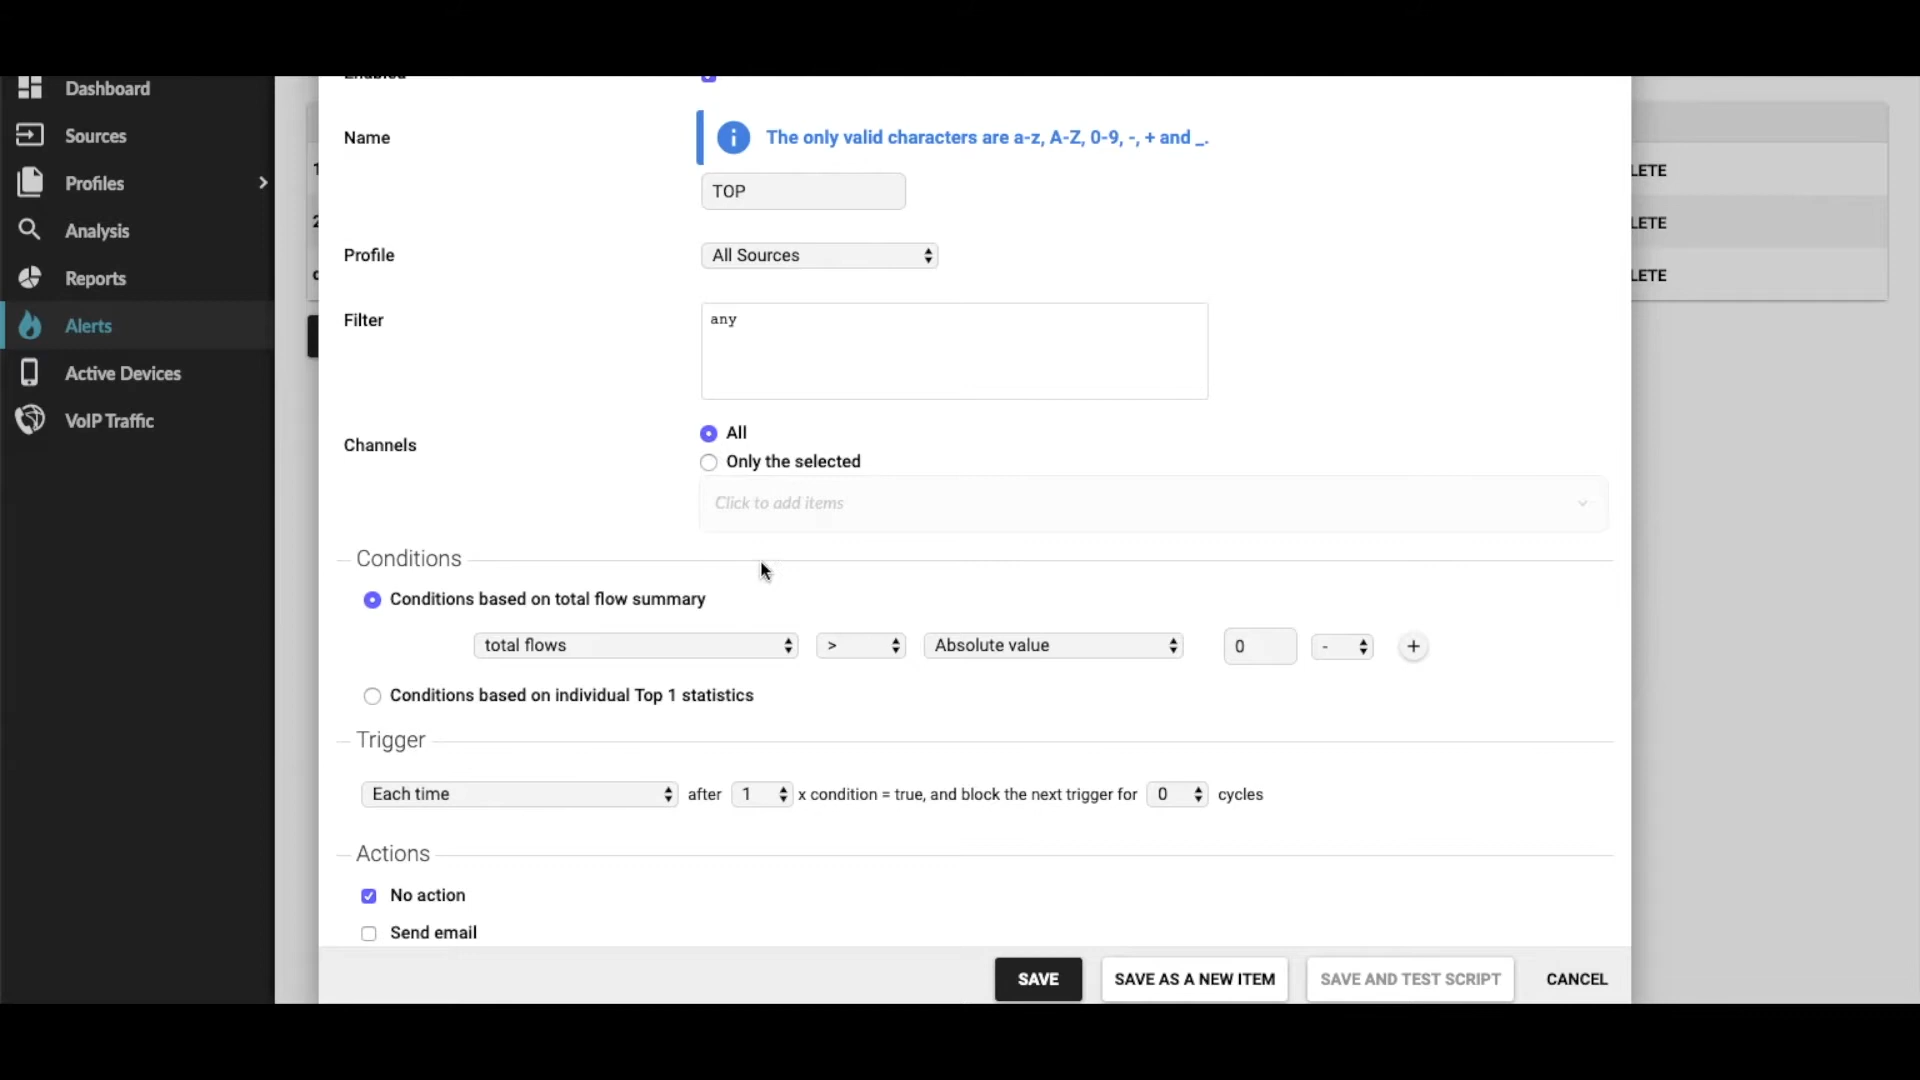 Dashboard
Sources
Profiles
Analysis
Reports
Alerts
Active Devices
VoIP Traffic
Enabled
Name
The only valid characters are a-z, A-Z, 0-9, -, + and _.
TOP
Profile
All Sources
Filter
any
Channels
All
Only the selected
Click to add items
Conditions
Conditions based on total flow summary
total flows > Absolute value 0 - +
Conditions based on individual Top 1 statistics
Trigger
Each time after 1 x condition = true, and block the next trigger for 0 cycles
Actions
No action
Send email
SAVE SAVE AS A NEW ITEM SAVE AND TEST SCRIPT CANCEL
LETE
LETE
LETE